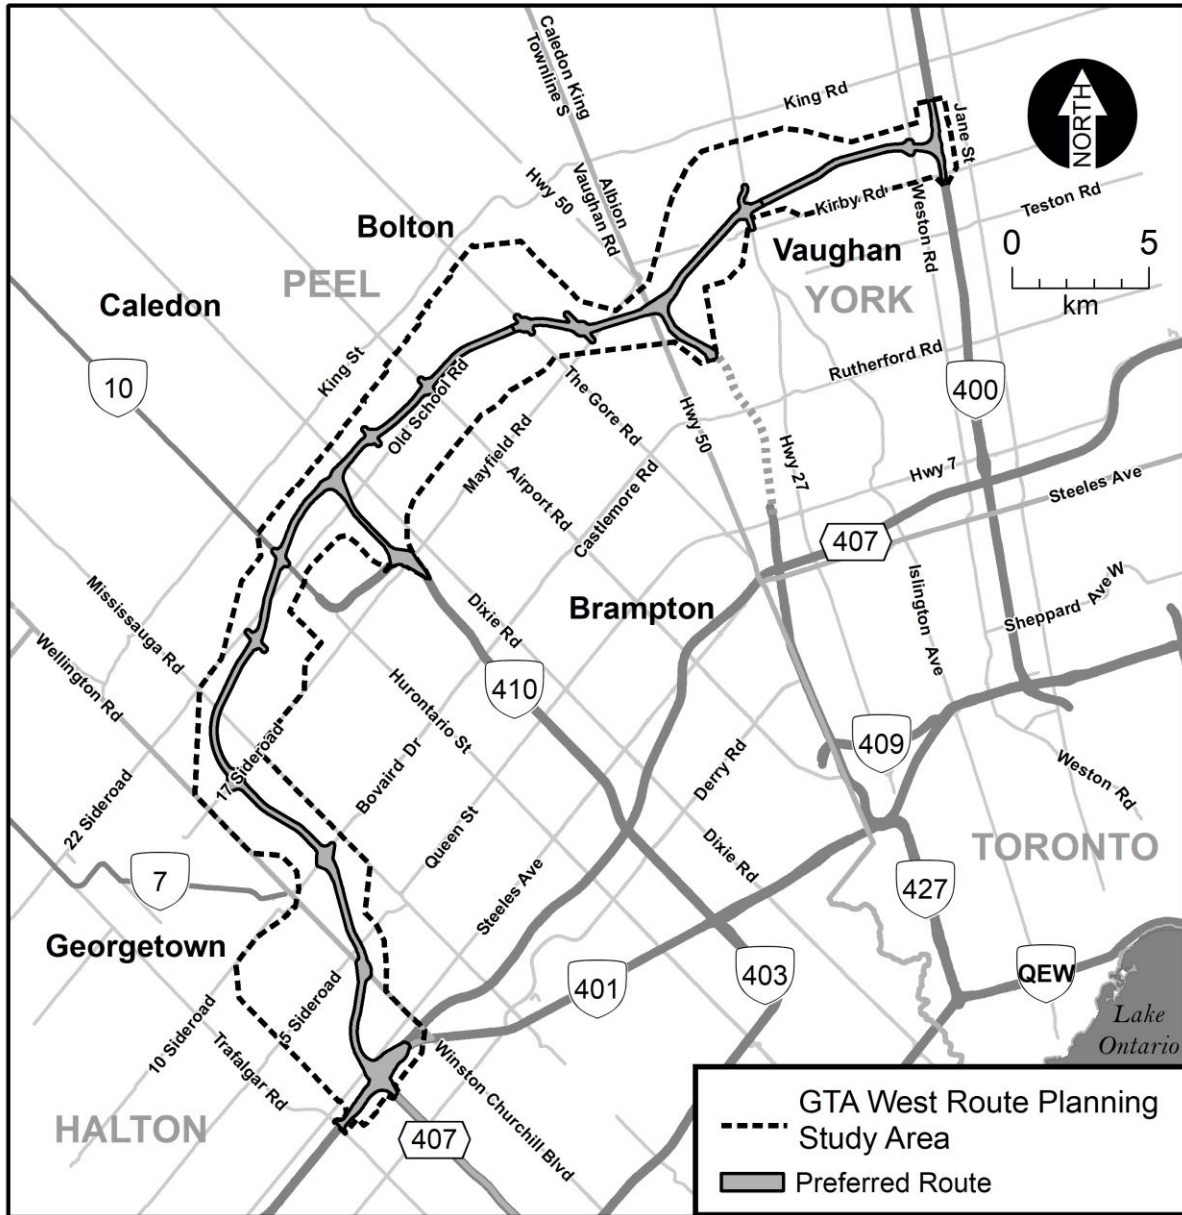 Caledon King
Townline S
King Rd
Jane St
NORTH
Hwy 50
Albion
Vaughan Rd
Kirby Rd
Weston Rd
Teston Rd
0 5
km
Bolton
Vaughan
PEEL
YORK
Caledon
King St
Old School Rd
Rutherford Rd
10
400
The Gore Rd
Hwy 50
Mayfield Rd
Hwy 27
Hwy 7
Airport Rd
Castlemore Rd
Steeles Ave
407
Mississauga Rd
Dixie Rd
Brampton
Islington Ave
Sheppard Ave W
Wellington Rd
Hurontario St
410
409
17 Sideroad
Bovaird Dr
Derry Rd
Weston Rd
22 Sideroad
Queen St
Dixie Rd
TORONTO
7
Steeles Ave
427
Georgetown
401
403
QEW
5 Sideroad
10 Sideroad
Lake
Ontario
Trafalgar Rd
Winston Churchill Blvd
HALTON
407
GTA West Route Planning
Study Area
Preferred Route